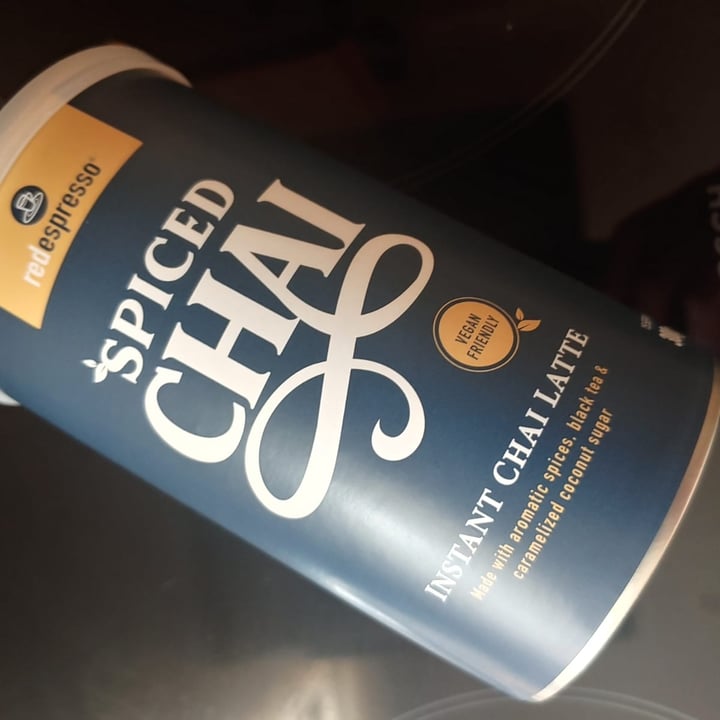 redespresso®
SPICED
CHAI
VEGAN
FRIENDLY
INSTANT CHAI LATTE
Made with aromatic spices, black tea &
caramelized coconut sugar